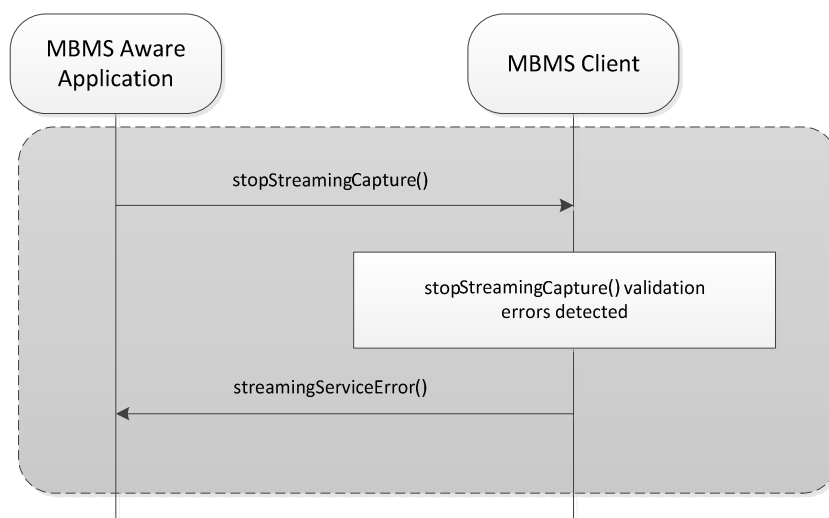 MBMS Aware
Application
MBMS Client
stopStreamingCapture()
stopStreamingCapture() validation
errors detected
streamingServiceError()